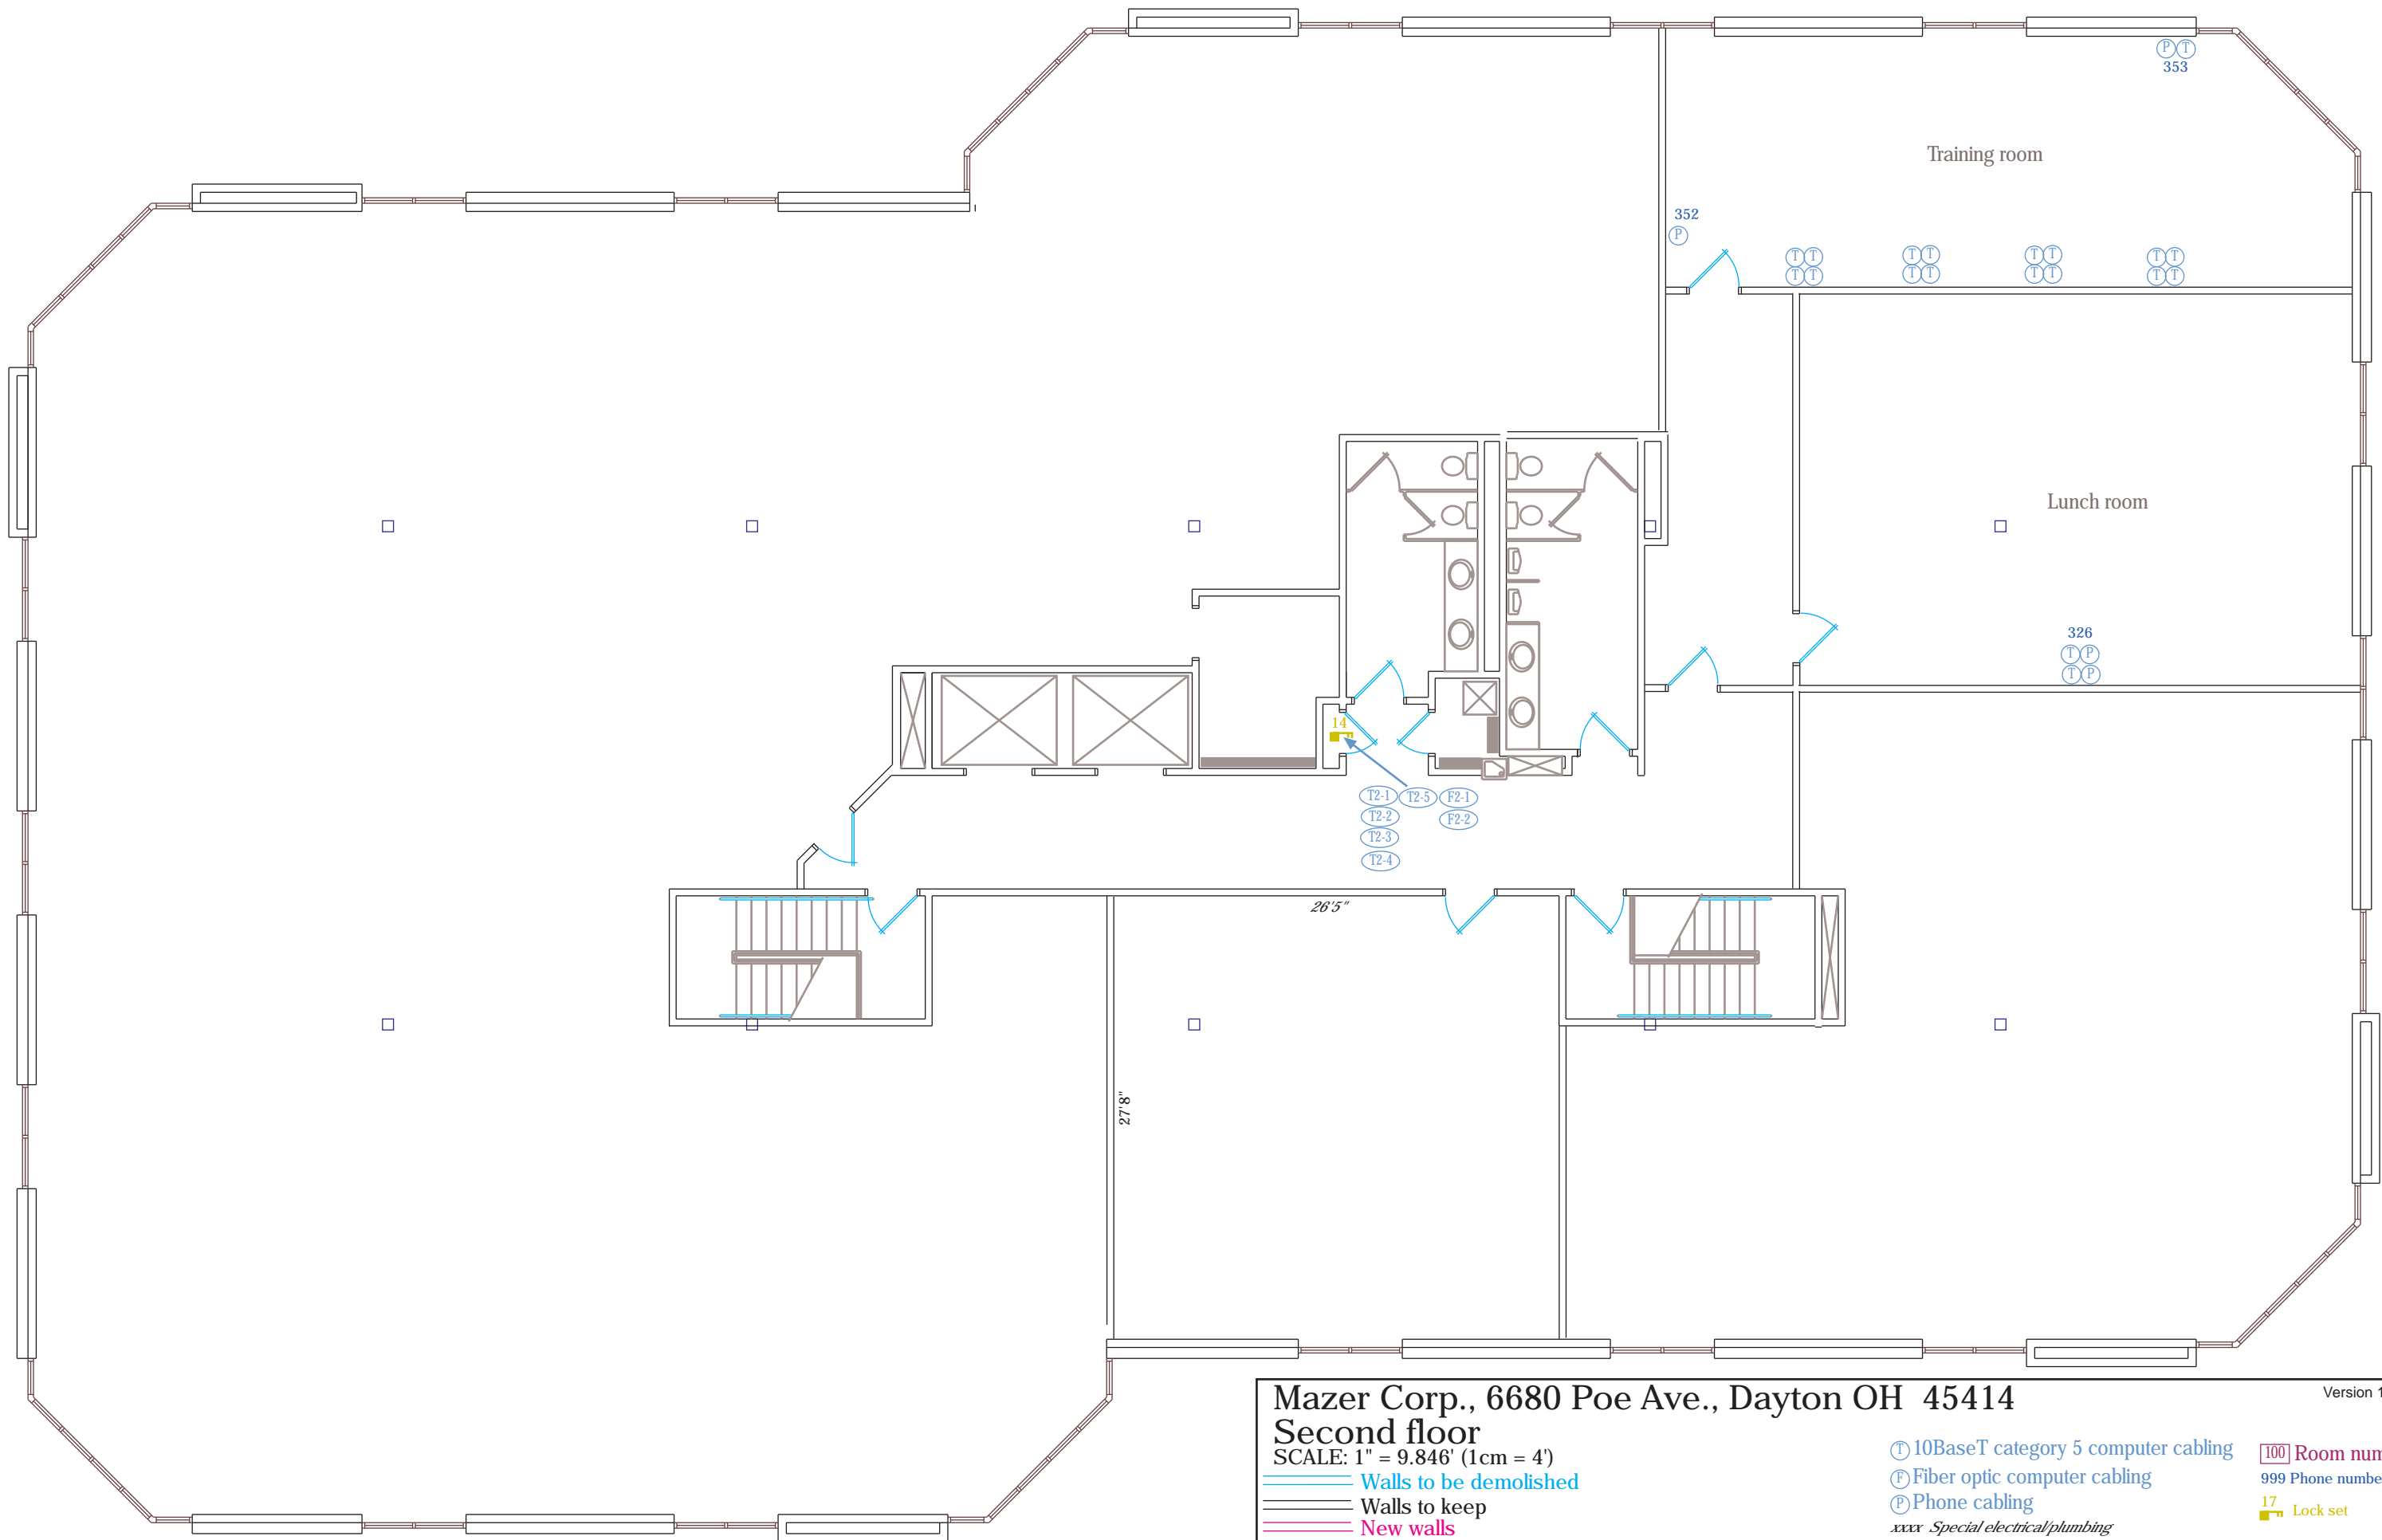 P T
353
Training room
352
P
T T T T T T T T
T T T T T T T T
Lunch room
326
T P
T P
14
T2-1 T2-5 F2-1
T2-2 F2-2
T2-3
T2-4
26'5"
27'8"
Mazer Corp., 6680 Poe Ave., Dayton OH 45414
Version 1
Second floor
SCALE: 1" = 9.846' (1cm = 4')
Walls to be demolished
Walls to keep
New walls
T 10BaseT category 5 computer cabling
F Fiber optic computer cabling
P Phone cabling
xxxx Special electrical/plumbing
100 Room num
999 Phone numbe
17
Lock set